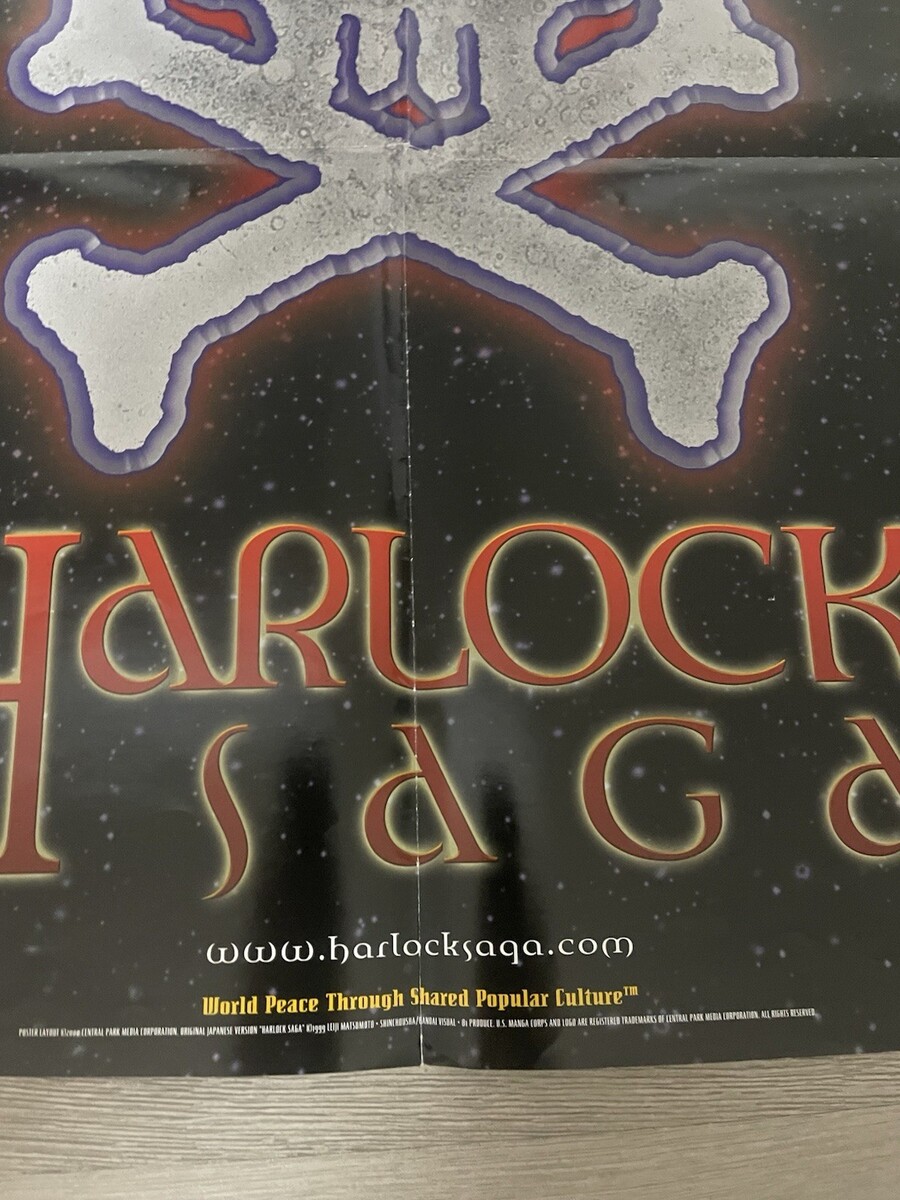 HARLOCK
SAGA
www.harlocksaga.com
World Peace Through Shared Popular Culture™
POSTER LAYOUT (C)2000 CENTRAL PARK MEDIA CORPORATION. ORIGINAL JAPANESE VERSION "HARLOCK SAGA" (C)1999 LEIJI MATSUMOTO • SHINCHOUSHA/BANDAI VISUAL • B1 PRODUCE. U.S. MANGA CORPS AND LOGO ARE REGISTERED TRADEMARKS OF CENTRAL PARK MEDIA CORPORATION. ALL RIGHTS RESERVED.